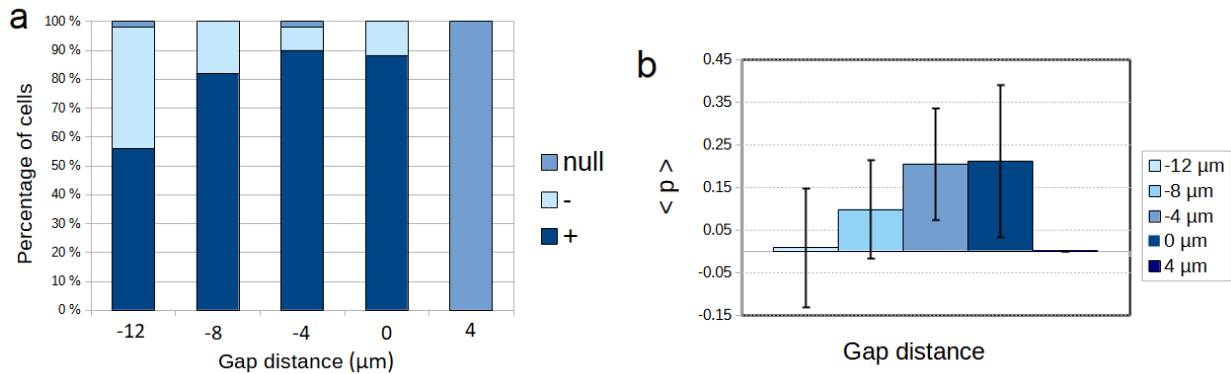 a
100 %
90 %
80 %
70 %
60 %
50 %
40 %
30 %
20 %
10 %
0 %
Percentage of cells
-12
-8
-4
0
4
Gap distance (µm)
null
-
+
b
0.45
0.35
0.25
0.15
0.05
-0.05
-0.15
< p >
Gap distance
-12 µm
-8 µm
-4 µm
0 µm
4 µm